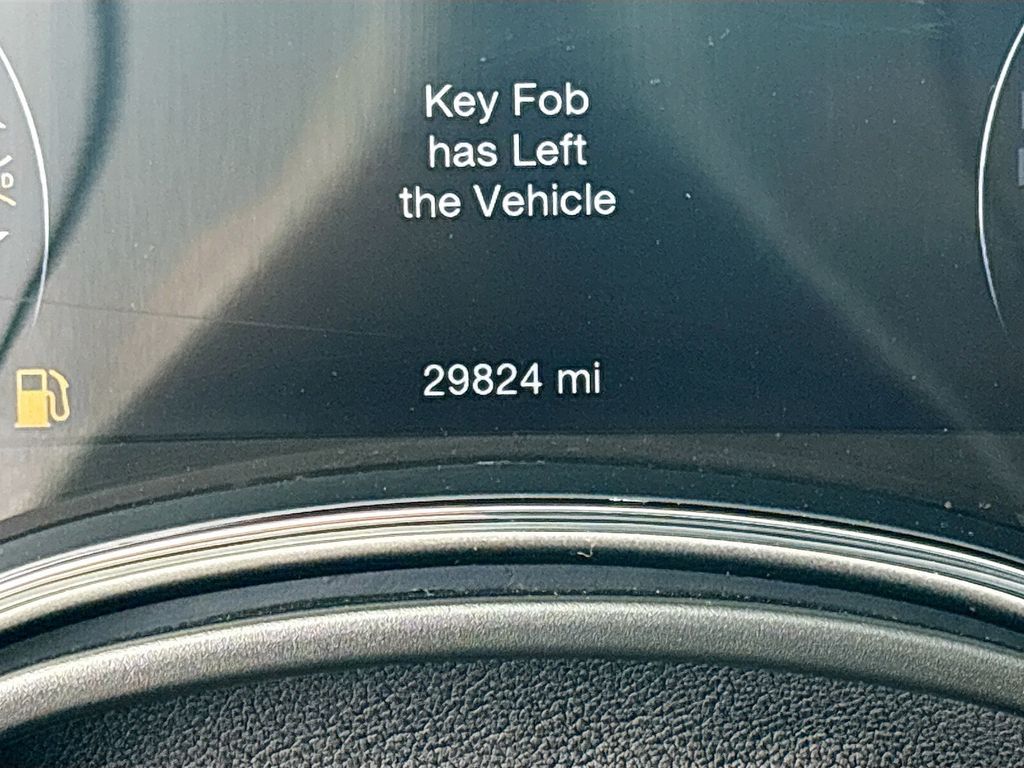 Key Fob
has Left
the Vehicle
29824 mi